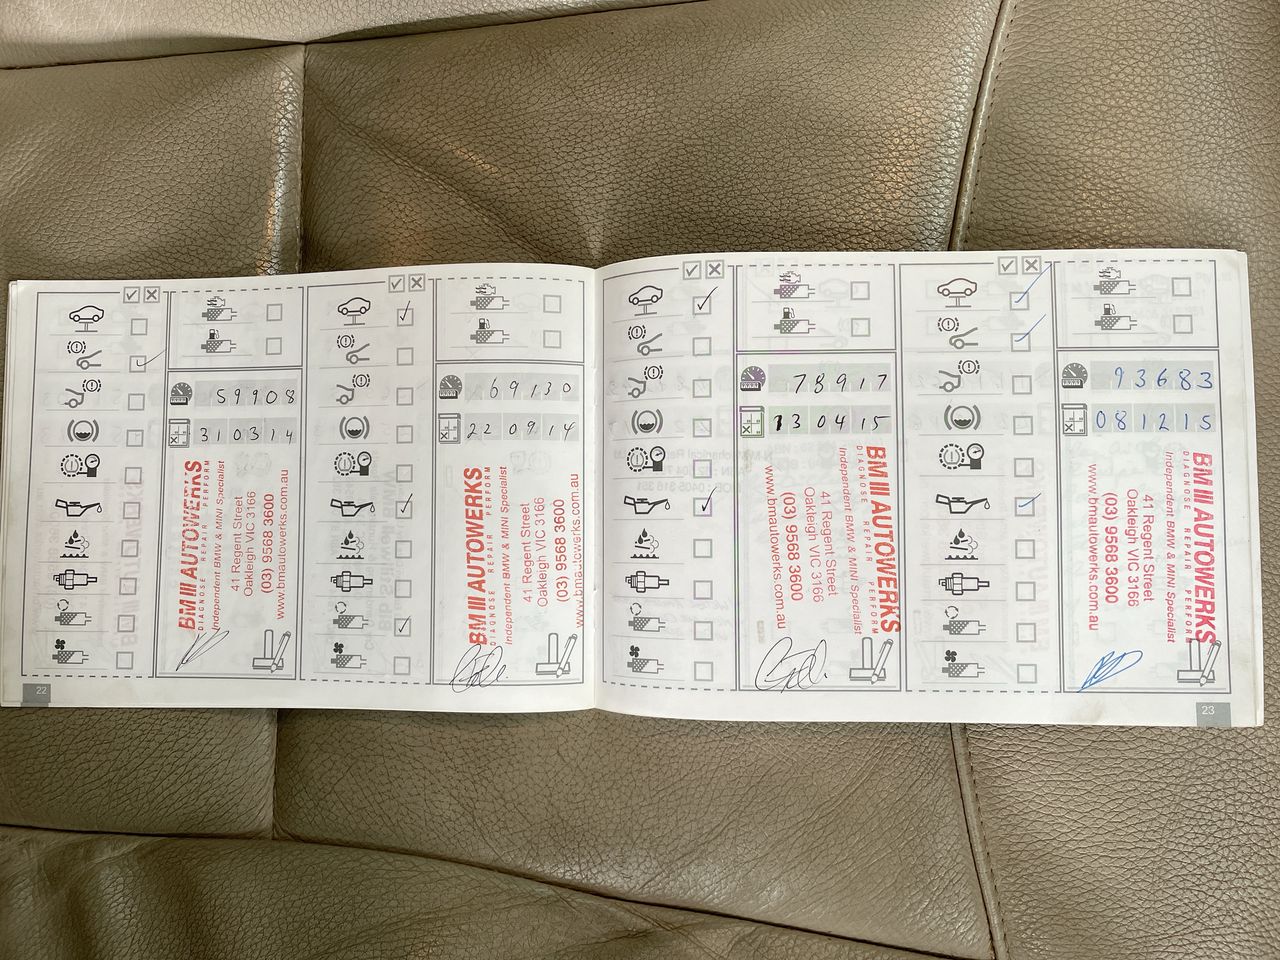 59908
310314
BM III AUTOWERKS
DIAGNOSE REPAIR PERFORM
41 Regent Street
Oakleigh VIC 3166
(03) 9568 3600
www.bmautowerks.com.au
22
69130
220914
BM III AUTOWERKS
DIAGNOSE REPAIR PERFORM
Independent BMW & MINI Specialist
41 Regent Street
Oakleigh VIC 3166
(03) 9568 3600
www.bmautowerks.com.au
78917
130415
BM III AUTOWERKS
DIAGNOSE REPAIR PERFORM
Independent BMW & MINI Specialist
41 Regent Street
Oakleigh VIC 3166
(03) 9568 3600
www.bmautowerks.com.au
93683
081215
BM III AUTOWERKS
DIAGNOSE REPAIR PERFORM
Independent BMW & MINI Specialist
41 Regent Street
Oakleigh VIC 3166
(03) 9568 3600
www.bmautowerks.com.au
23